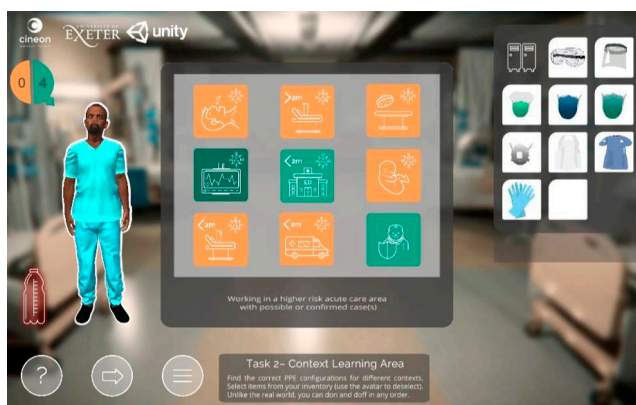 cineon
UNIVERSITY OF
EXETER
unity
0 4
>2m
<2m
<2m
<2m
Working in a higher risk acute care area
with possible or confirmed case(s)
?
Task 2– Context Learning Area
Find the correct PPE configurations for different contexts.
Select items from your inventory (use the avatar to deselect).
Unlike the real world, you can don and doff in any order.